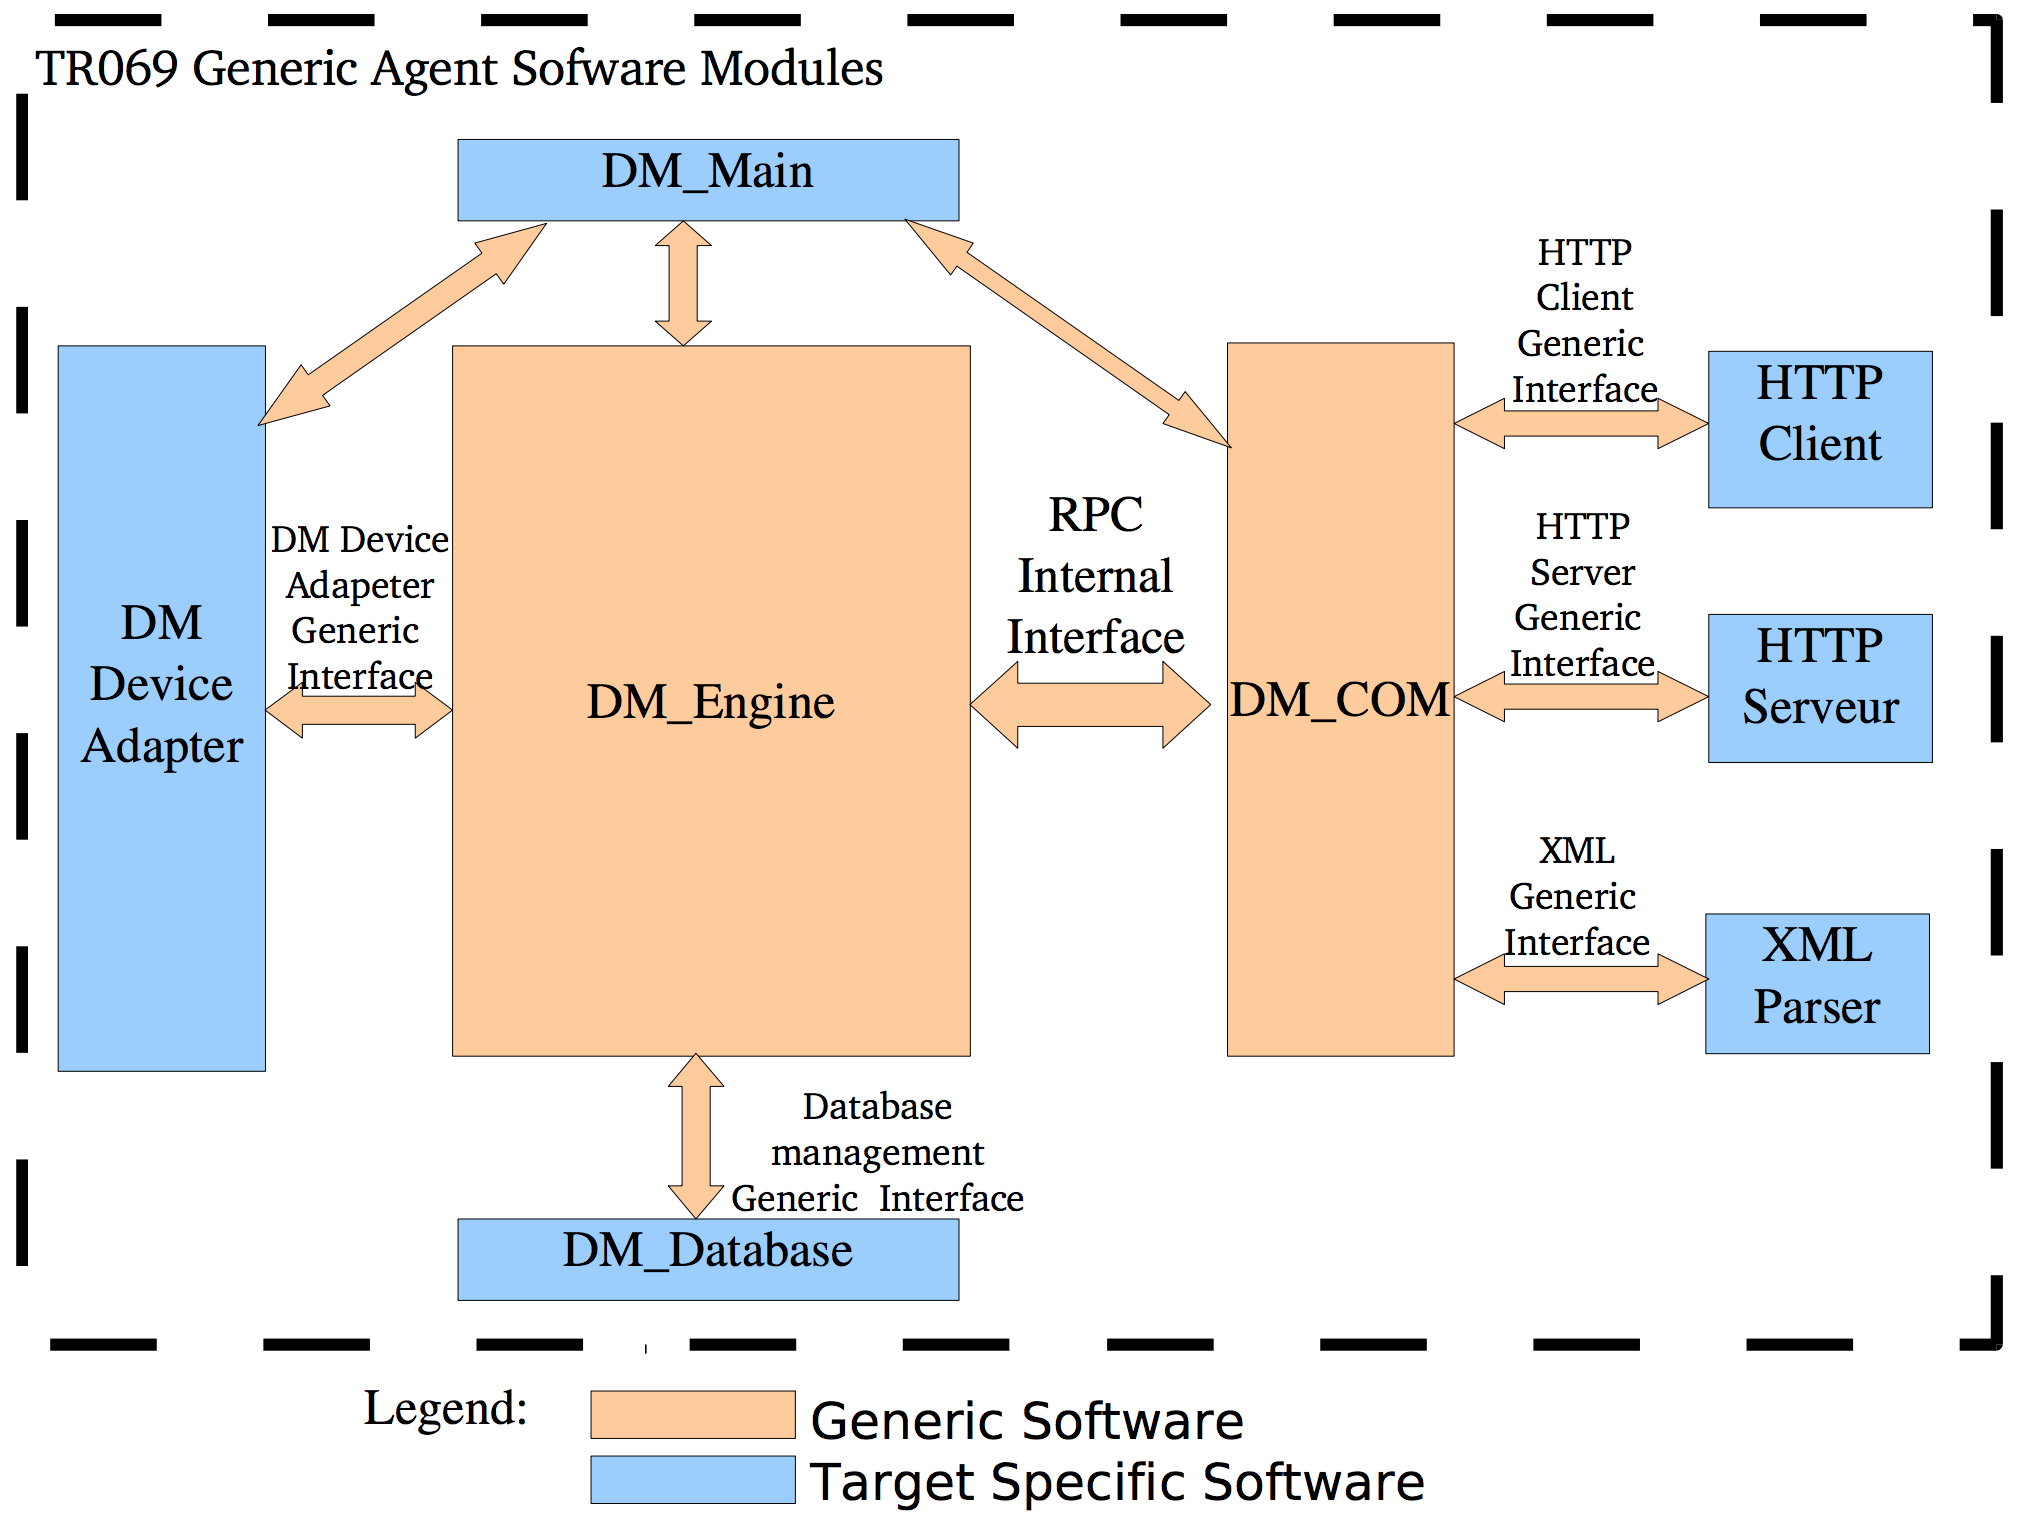 TR069 Generic Agent Sofware Modules
DM_Main
HTTP
Client
Generic
Interface
HTTP
Client
DM Device
Adapeter
Generic
Interface
DM
Device
Adapter
DM_Engine
RPC
Internal
Interface
DM_COM
HTTP
Server
Generic
Interface
HTTP
Serveur
XML
Generic
Interface
XML
Parser
Database
management
Generic Interface
DM_Database
Legend:
Generic Software
Target Specific Software